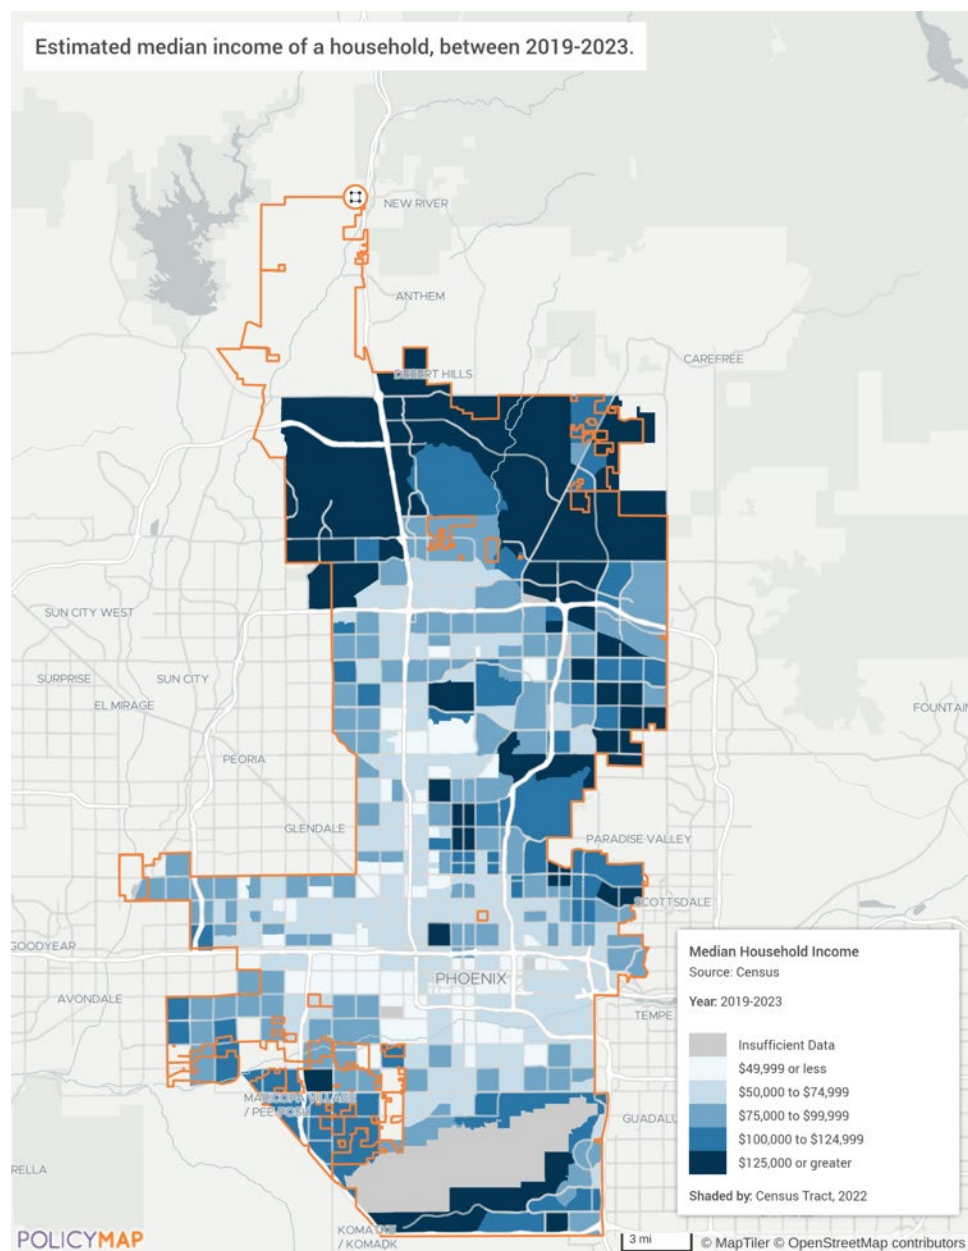 Estimated median income of a household, between 2019-2023.
NEW RIVER
ANTHEM
CAREFREE
DESERT HILLS
SUN CITY WEST
SURPRISE
SUN CITY
EL MIRAGE
FOUNTAIN
PEORIA
GLENDALE
PARADISE VALLEY
SCOTTSDALE
GOODYEAR
PHOENIX
AVONDALE
TEMPE
MARICOPA VILLAGE
/ PEE POSH
GUADALU
RELLA
KOMATKE
/ KOMADK
Median Household Income
Source: Census
Year: 2019-2023
Insufficient Data
$49,999 or less
$50,000 to $74,999
$75,000 to $99,999
$100,000 to $124,999
$125,000 or greater
Shaded by: Census Tract, 2022
POLICYMAP
3 mi
© MapTiler © OpenStreetMap contributors